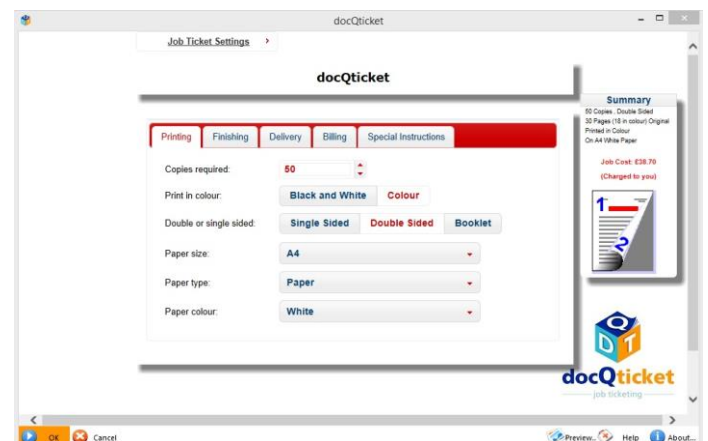 docQticket
Job Ticket Settings >
docQticket
Printing Finishing Delivery Billing Special Instructions
Copies required: 50
Print in colour: Black and White Colour
Double or single sided: Single Sided Double Sided Booklet
Paper size: A4
Paper type: Paper
Paper colour: White
Summary
50 Copies , Double Sided
30 Pages (18 in colour) Original
Printed in Colour
On A4 White Paper
Job Cost: £38.70
(Charged to you)
1
2
Q
D T
docQticket
job ticketing
OK Cancel Preview... Help About...